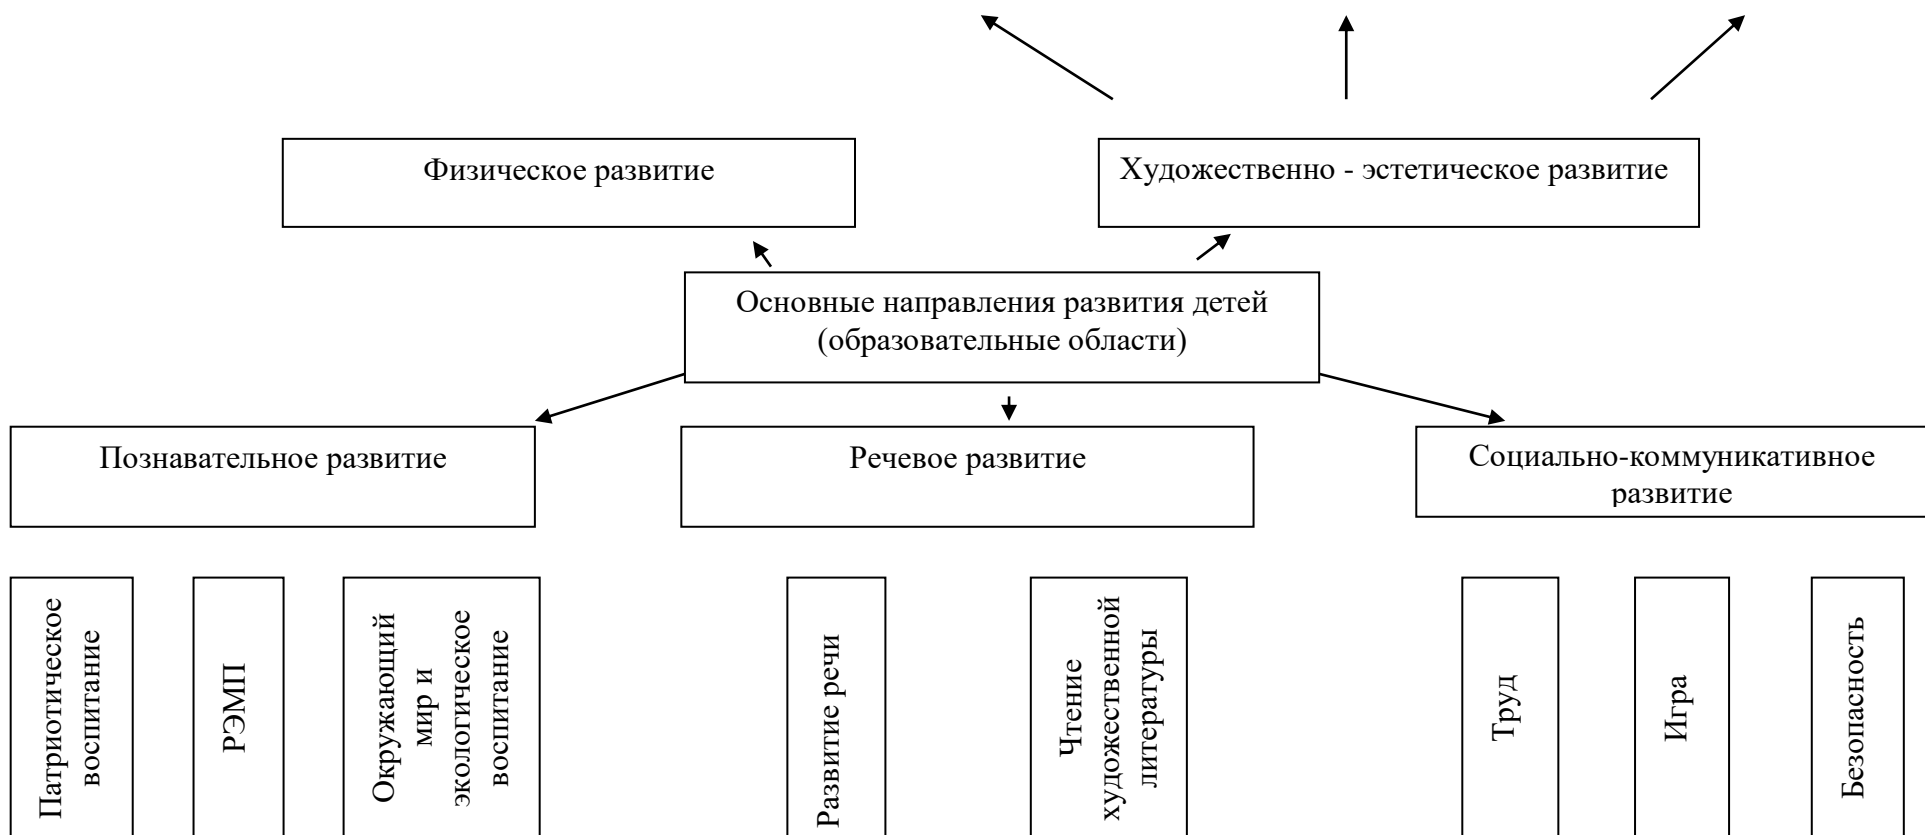 Физическое развитие
Художественно - эстетическое развитие
Основные направления развития детей
(образовательные области)
Познавательное развитие
Речевое развитие
Социально-коммуникативное
развитие
Патриотическое
воспитание
РЭМП
Окружающий
мир и
экологическое
воспитание
Развитие речи
Чтение
художественной
литературы
Труд
Игра
Безопасность